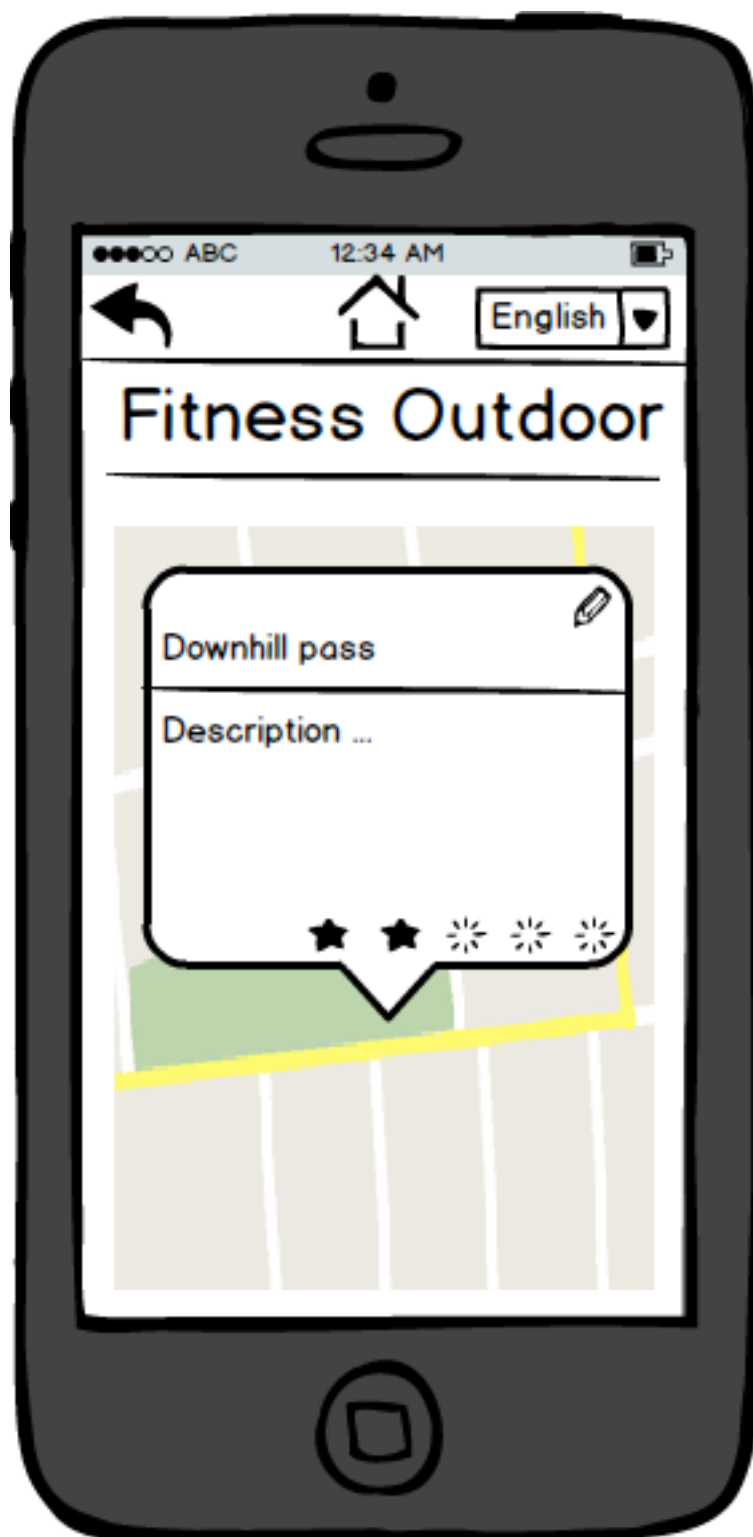 ABC 12:34 AM
English
Fitness Outdoor
Downhill pass
Description ...